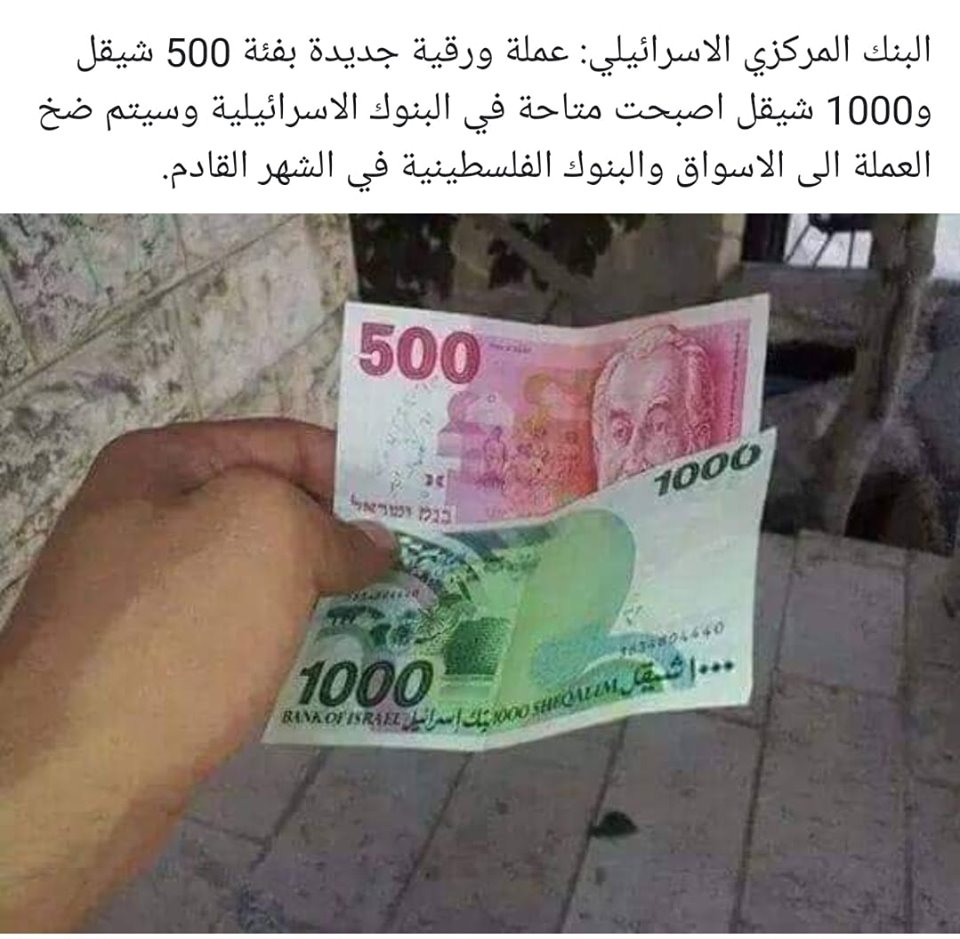 البنك المركزي الاسرائيلي: عملة ورقية جديدة بفئة 500 شيقل
و1000 شيقل اصبحت متاحة في البنوك الاسرائيلية وسيتم ضخ
العملة الى الاسواق والبنوك الفلسطينية في الشهر القادم.
500
בנק ישראל
1000
1634804440
1000
BANK OF ISRAEL بنك إسرائيل 1000 SHEQALIM ١٠٠٠ شيقل